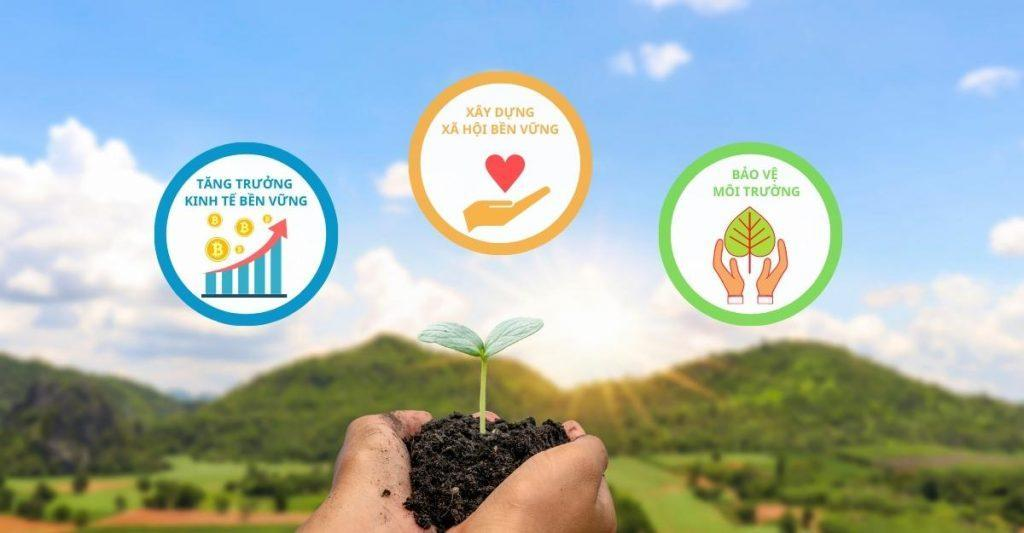 TĂNG TRƯỞNG
KINH TẾ BỀN VỮNG
XÂY DỰNG
XÃ HỘI BỀN VỮNG
BẢO VỆ
MÔI TRƯỜNG